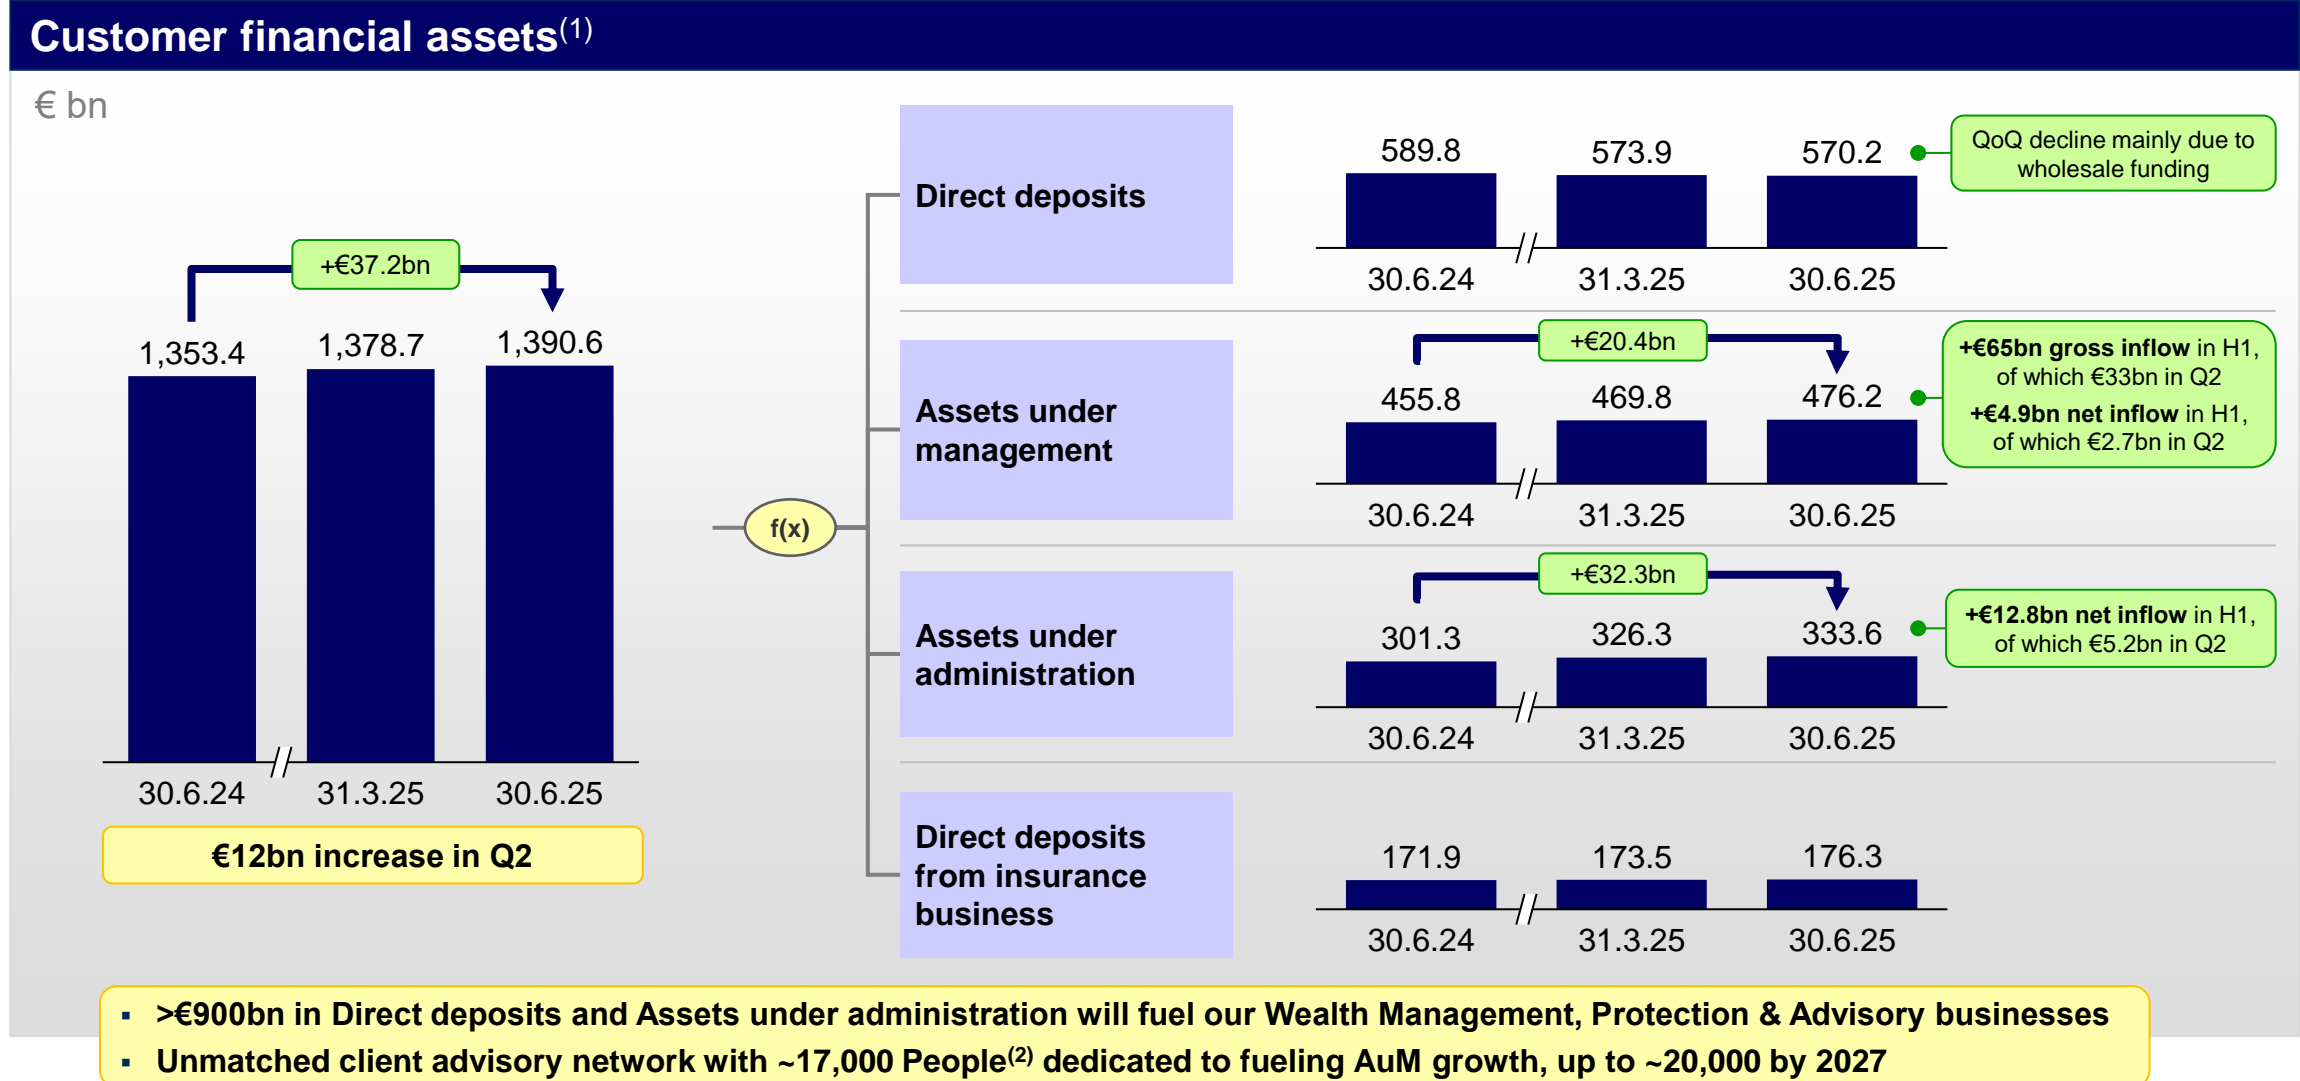 Customer financial assets(1)
€ bn
+€37.2bn
1,353.4
1,378.7
1,390.6
30.6.24
31.3.25
30.6.25
€12bn increase in Q2
f(x)
Direct deposits
589.8
573.9
570.2
30.6.24
31.3.25
30.6.25
QoQ decline mainly due to
wholesale funding
Assets under
management
+€20.4bn
455.8
469.8
476.2
30.6.24
31.3.25
30.6.25
+€65bn gross inflow in H1,
of which €33bn in Q2
+€4.9bn net inflow in H1,
of which €2.7bn in Q2
Assets under
administration
+€32.3bn
301.3
326.3
333.6
30.6.24
31.3.25
30.6.25
+€12.8bn net inflow in H1,
of which €5.2bn in Q2
Direct deposits
from insurance
business
171.9
173.5
176.3
30.6.24
31.3.25
30.6.25
▪ >€900bn in Direct deposits and Assets under administration will fuel our Wealth Management, Protection & Advisory businesses
▪ Unmatched client advisory network with ~17,000 People(2) dedicated to fueling AuM growth, up to ~20,000 by 2027